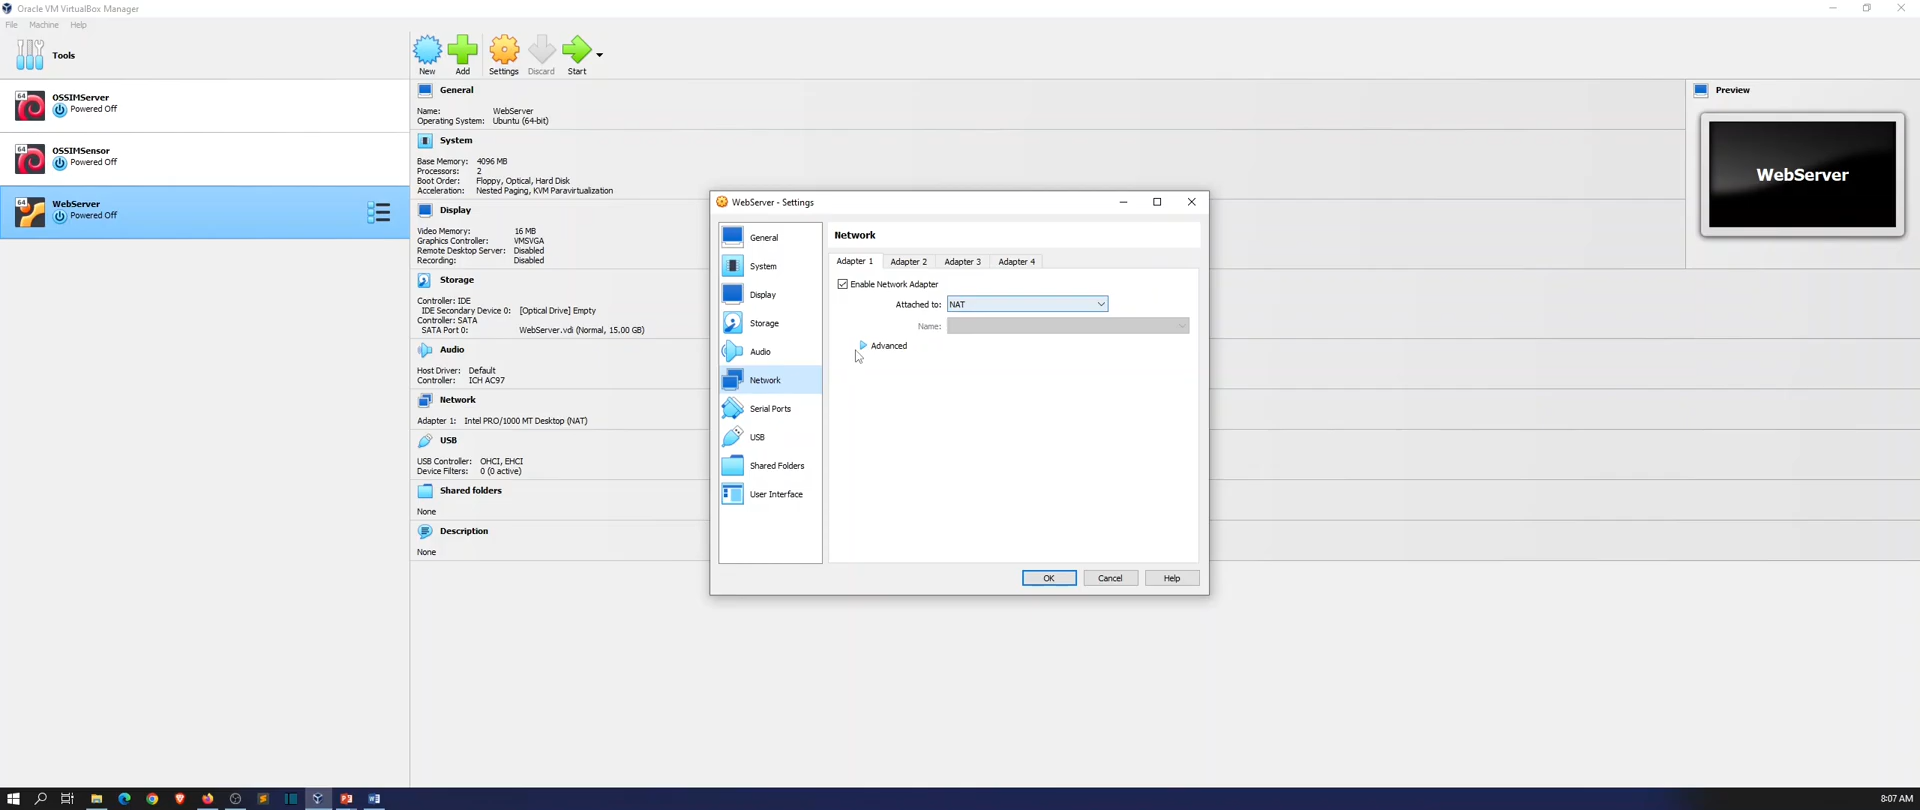 Oracle VM VirtualBox Manager
File Machine Help
Tools
New Add Settings Discard Start
64 OSSIMServer
Powered Off
64 OSSIMSensor
Powered Off
64 WebServer
Powered Off
General
Name: WebServer
Operating System: Ubuntu (64-bit)
System
Base Memory: 4096 MB
Processors: 2
Boot Order: Floppy, Optical, Hard Disk
Acceleration: Nested Paging, KVM Paravirtualization
Display
Video Memory: 16 MB
Graphics Controller: VMSVGA
Remote Desktop Server: Disabled
Recording: Disabled
Storage
Controller: IDE
IDE Secondary Device 0: [Optical Drive] Empty
Controller: SATA
SATA Port 0: WebServer.vdi (Normal, 15.00 GB)
Audio
Host Driver: Default
Controller: ICH AC97
Network
Adapter 1: Intel PRO/1000 MT Desktop (NAT)
USB
USB Controller: OHCI, EHCI
Device Filters: 0 (0 active)
Shared folders
None
Description
None
Preview
WebServer
WebServer - Settings
General
System
Display
Storage
Audio
Network
Serial Ports
USB
Shared Folders
User Interface
Network
Adapter 1 Adapter 2 Adapter 3 Adapter 4
Enable Network Adapter
Attached to: NAT
Name:
Advanced
OK Cancel Help
8:07 AM